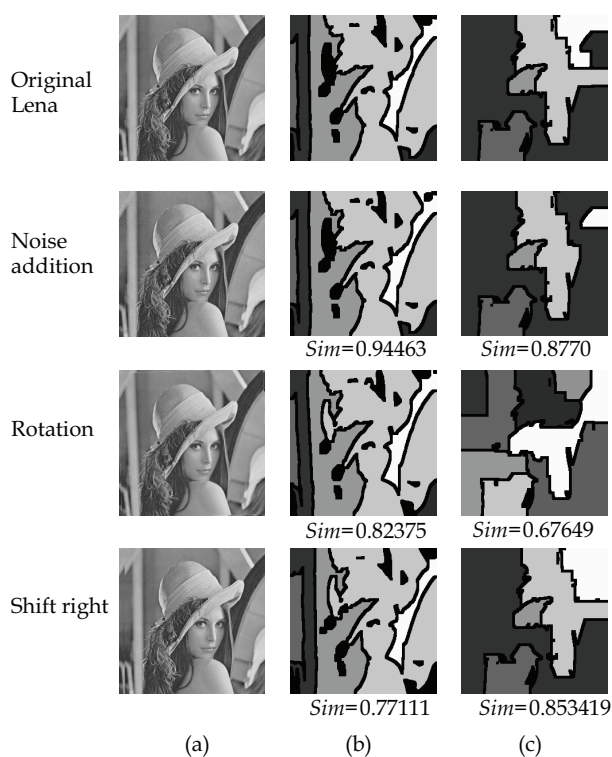 Original
Lena
Noise
addition
Sim=0.94463
Sim=0.8770
Rotation
Sim=0.82375
Sim=0.67649
Shift right
Sim=0.77111
Sim=0.853419
(a)
(b)
(c)